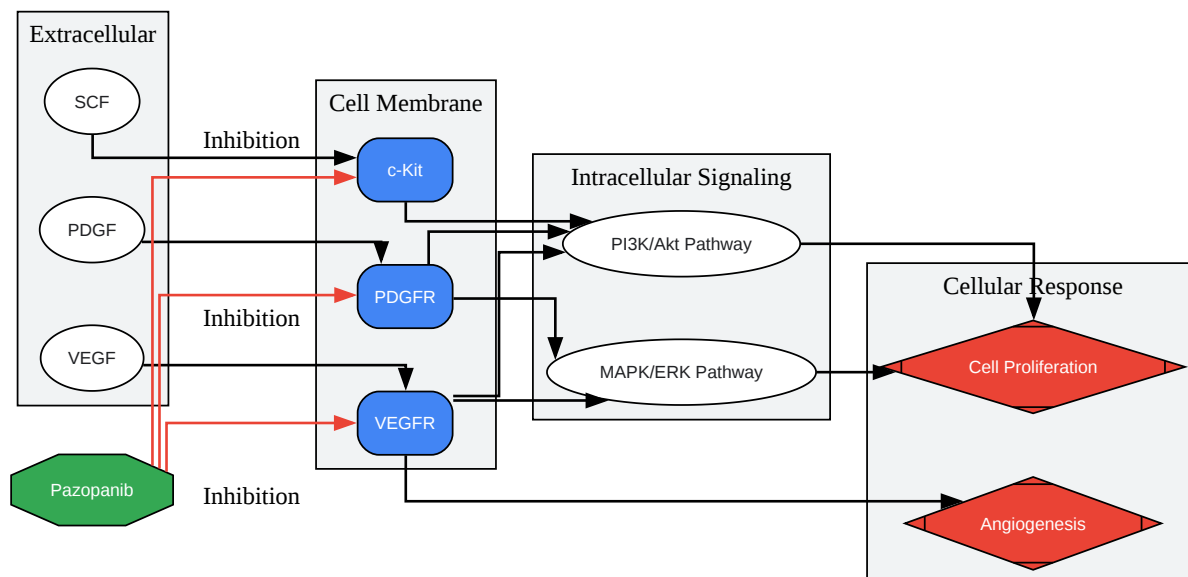 Extracellular
SCF
PDGF
VEGF
Pazopanib
Inhibition
Inhibition
Inhibition
Cell Membrane
c-Kit
PDGFR
VEGFR
Intracellular Signaling
PI3K/Akt Pathway
MAPK/ERK Pathway
Cellular Response
Cell Proliferation
Angiogenesis